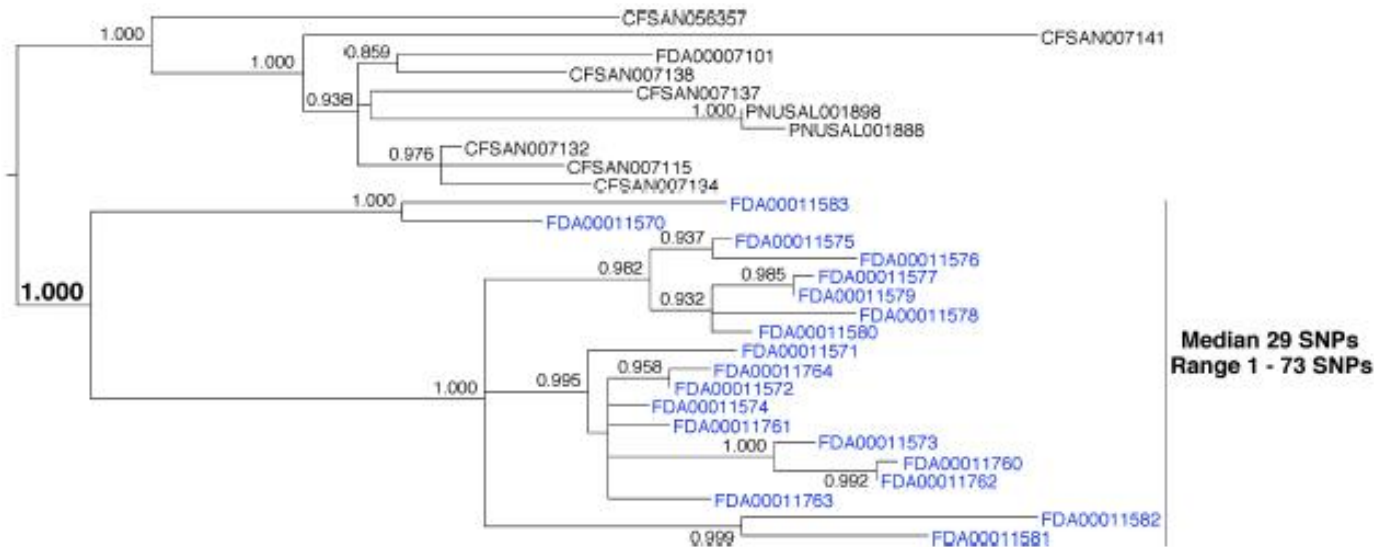 CFSAN056357
1.000
CFSAN007141
0.859
FDA00007101
1.000
CFSAN007138
CFSAN007137
0.938
1.000
PNUSAL001898
PNUSAL001888
CFSAN007132
0.976
CFSAN007115
CFSAN007134
1.000
FDA00011583
FDA00011570
0.937
FDA00011575
FDA00011576
0.982
0.985
FDA00011577
1.000
FDA00011579
0.932
FDA00011578
FDA00011580
Median 29 SNPs
FDA00011571
Range 1 - 73 SNPs
0.958
FDA00011764
1.000
0.995
FDA00011572
FDA00011574
FDA00011761
1.000
FDA00011573
FDA00011760
0.992
FDA00011762
FDA00011763
FDA00011582
0.999
FDA00011581